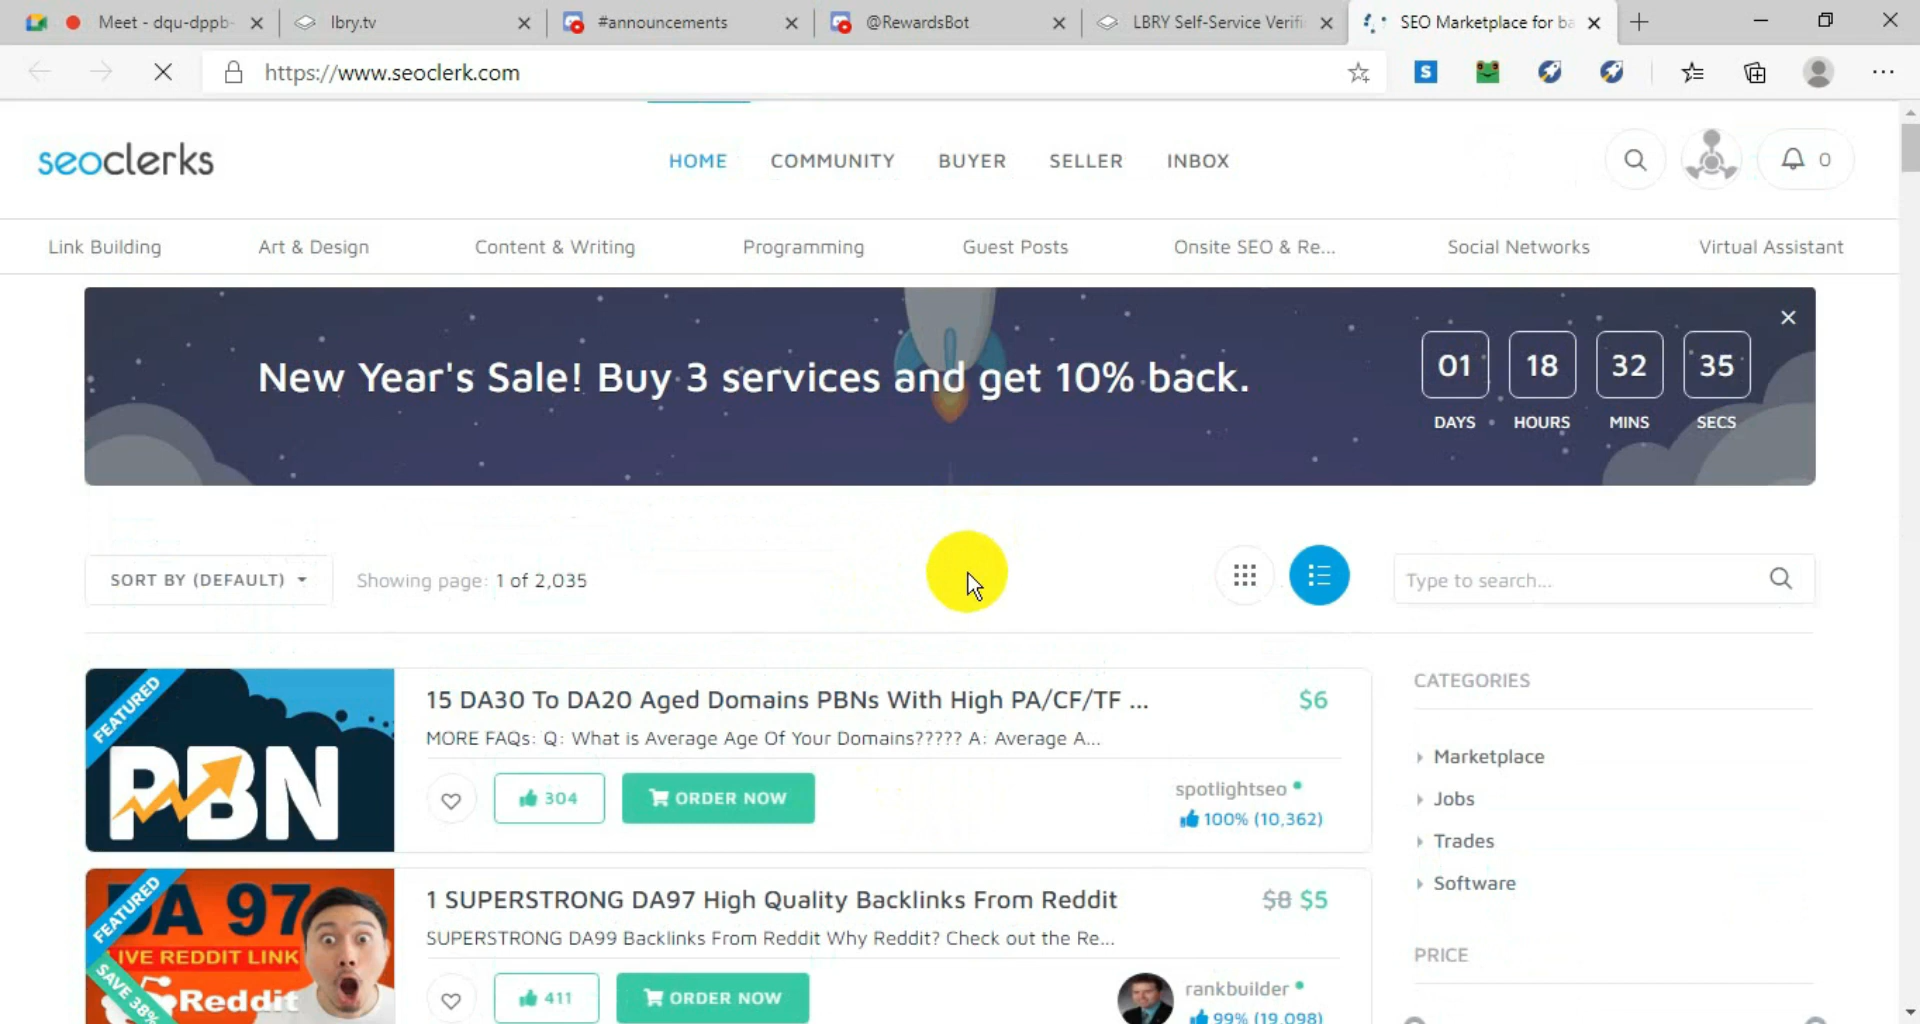 Meet - dqu-dppb-
lbry.tv
#announcements
@RewardsBot
LBRY Self-Service Verifi
SEO Marketplace for ba
https://www.seoclerk.com
S
seoclerks
HOME
COMMUNITY
BUYER
SELLER
INBOX
0
Link Building
Art & Design
Content & Writing
Programming
Guest Posts
Onsite SEO & Re...
Social Networks
Virtual Assistant
New Year's Sale! Buy 3 services and get 10% back.
01 18 32 35
DAYS HOURS MINS SECS
SORT BY (DEFAULT)
Showing page: 1 of 2,035
Type to search...
FEATURED
PBN
15 DA30 To DA20 Aged Domains PBNs With High PA/CF/TF ...
$6
MORE FAQs: Q: What is Average Age Of Your Domains????? A: Average A...
304
ORDER NOW
spotlightseo
100% (10,362)
FEATURED
DA 97
LIVE REDDIT LINK
SAVE 38%
Reddit
1 SUPERSTRONG DA97 High Quality Backlinks From Reddit
$8 $5
SUPERSTRONG DA99 Backlinks From Reddit Why Reddit? Check out the Re...
411
ORDER NOW
rankbuilder
99% (19,098)
CATEGORIES
Marketplace
Jobs
Trades
Software
PRICE